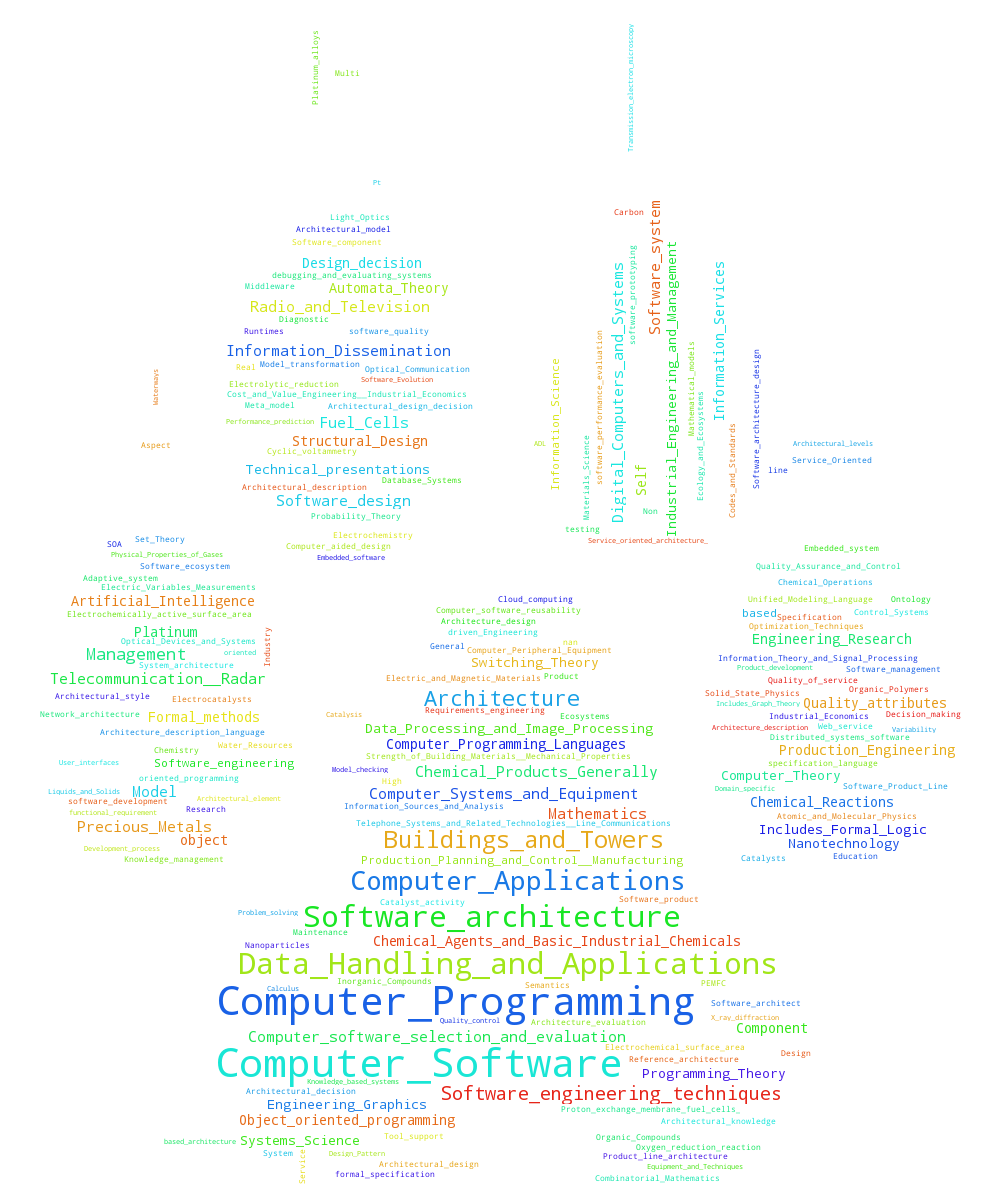 Platinum_alloys
Multi
Transmission_electron_microscopy
Pt
Light_Optics
Carbon
Architectural_model
Software_component
Software_system
Design_decision
debugging_and_evaluating_systems
Middleware
Automata_Theory
Radio_and_Television
Diagnostic
Runtimes
software_quality
Information_Dissemination
Real
Model_transformation
Optical_Communication
Software_Evolution
Electrolytic_reduction
Cost_and_Value_Engineering__Industrial_Economics
Meta_model
Architectural_design_decision
Performance_prediction
Fuel_Cells
Structural_Design
Cyclic_voltammetry
Technical_presentations
Database_Systems
Architectural_description
Software_design
Probability_Theory
Waterways
Aspect
Information_Science
ADL
Materials_Science
software_performance_evaluation
Digital_Computers_and_Systems
software_prototyping
Self
Non
Industrial_Engineering_and_Management
Mathematical_models
Ecology_and_Ecosystems
Information_Services
Codes_and_Standards
Software_architecture_design
Architectural_levels
Service_Oriented
line
testing
Service_oriented_architecture_
Electrochemistry
Computer_aided_design
Embedded_software
Set_Theory
SOA
Physical_Properties_of_Gases
Software_ecosystem
Adaptive_system
Electric_Variables_Measurements
Artificial_Intelligence
Electrochemically_active_surface_area
Platinum
Optical_Devices_and_Systems
Management
oriented
Industry
System_architecture
Telecommunication__Radar
Architectural_style
Electrocatalysts
Network_architecture
Formal_methods
Architecture_description_language
Water_Resources
Chemistry
User_interfaces
Software_engineering
oriented_programming
Liquids_and_Solids
Model
software_development
Architectural_element
Research
functional_requirement
Precious_Metals
object
Development_process
Knowledge_management
Embedded_system
Quality_Assurance_and_Control
Chemical_Operations
Unified_Modeling_Language
Ontology
based
Specification
Control_Systems
Optimization_Techniques
Engineering_Research
Information_Theory_and_Signal_Processing
Product_development
Software_management
Quality_of_service
Solid_State_Physics
Organic_Polymers
Includes_Graph_Theory
Quality_attributes
Industrial_Economics
Decision_making
Architecture_description
Web_service
Variability
Distributed_systems_software
Production_Engineering
specification_language
Computer_Theory
Domain_specific
Software_Product_Line
Chemical_Reactions
Atomic_and_Molecular_Physics
Includes_Formal_Logic
Nanotechnology
Catalysts
Education
Cloud_computing
Computer_software_reusability
Architecture_design
driven_Engineering
General
nan
Computer_Peripheral_Equipment
Switching_Theory
Electric_and_Magnetic_Materials
Product
Architecture
Catalysis
Requirements_engineering
Ecosystems
Data_Processing_and_Image_Processing
Computer_Programming_Languages
Strength_of_Building_Materials__Mechanical_Properties
Model_checking
Chemical_Products_Generally
High
Computer_Systems_and_Equipment
Information_Sources_and_Analysis
Mathematics
Telephone_Systems_and_Related_Technologies__Line_Communications
Buildings_and_Towers
Production_Planning_and_Control__Manufacturing
Computer_Applications
Catalyst_activity
Software_product
Problem_solving
Software_architecture
Maintenance
Nanoparticles
Chemical_Agents_and_Basic_Industrial_Chemicals
Data_Handling_and_Applications
Inorganic_Compounds
Calculus
Semantics
PEMFC
Computer_Programming
Software_architect
Quality_control
Architecture_evaluation
X_ray_diffraction
Component
Computer_software_selection_and_evaluation
Electrochemical_surface_area
Design
Computer_Software
Reference_architecture
Programming_Theory
Knowledge_based_systems
Architectural_decision
Software_engineering_techniques
Engineering_Graphics
Proton_exchange_membrane_fuel_cells_
Object_oriented_programming
Architectural_knowledge
based_architecture
Systems_Science
Tool_support
Organic_Compounds
System
Service
Design_Pattern
Oxygen_reduction_reaction
Product_line_architecture
Architectural_design
Equipment_and_Techniques
formal_specification
Combinatorial_Mathematics